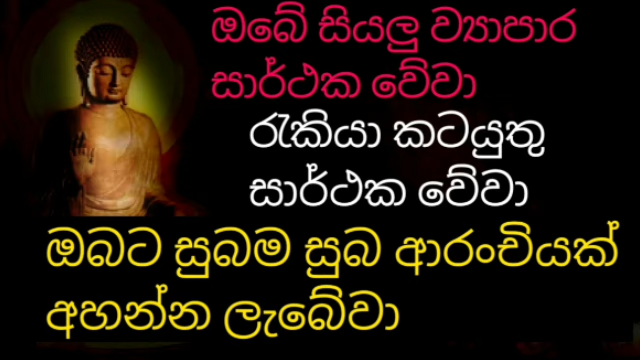 ඔබේ සියලු ව්‍යාපාර
සාර්ථක වේවා
රැකියා කටයුතු
සාර්ථක වේවා
ඔබට සුබම සුබ ආරංචියක්
අහන්න ලැබේවා